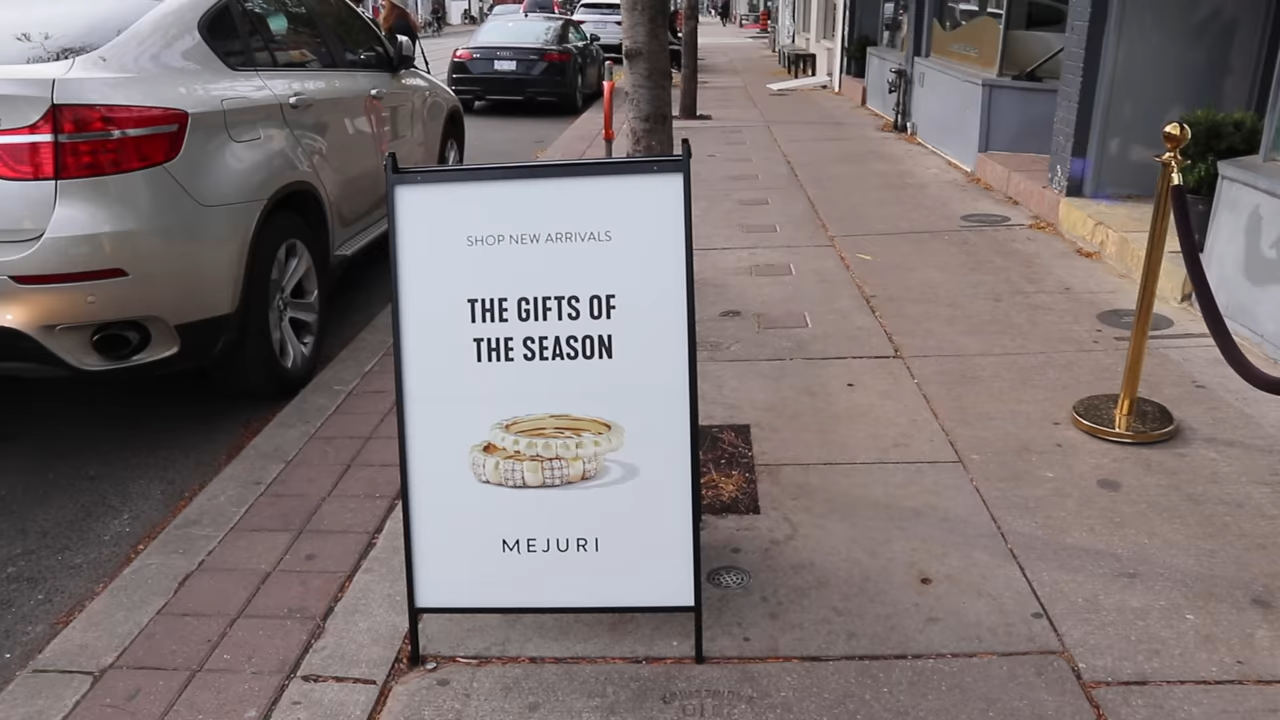 SHOP NEW ARRIVALS
THE GIFTS OF
THE SEASON
MEJURI